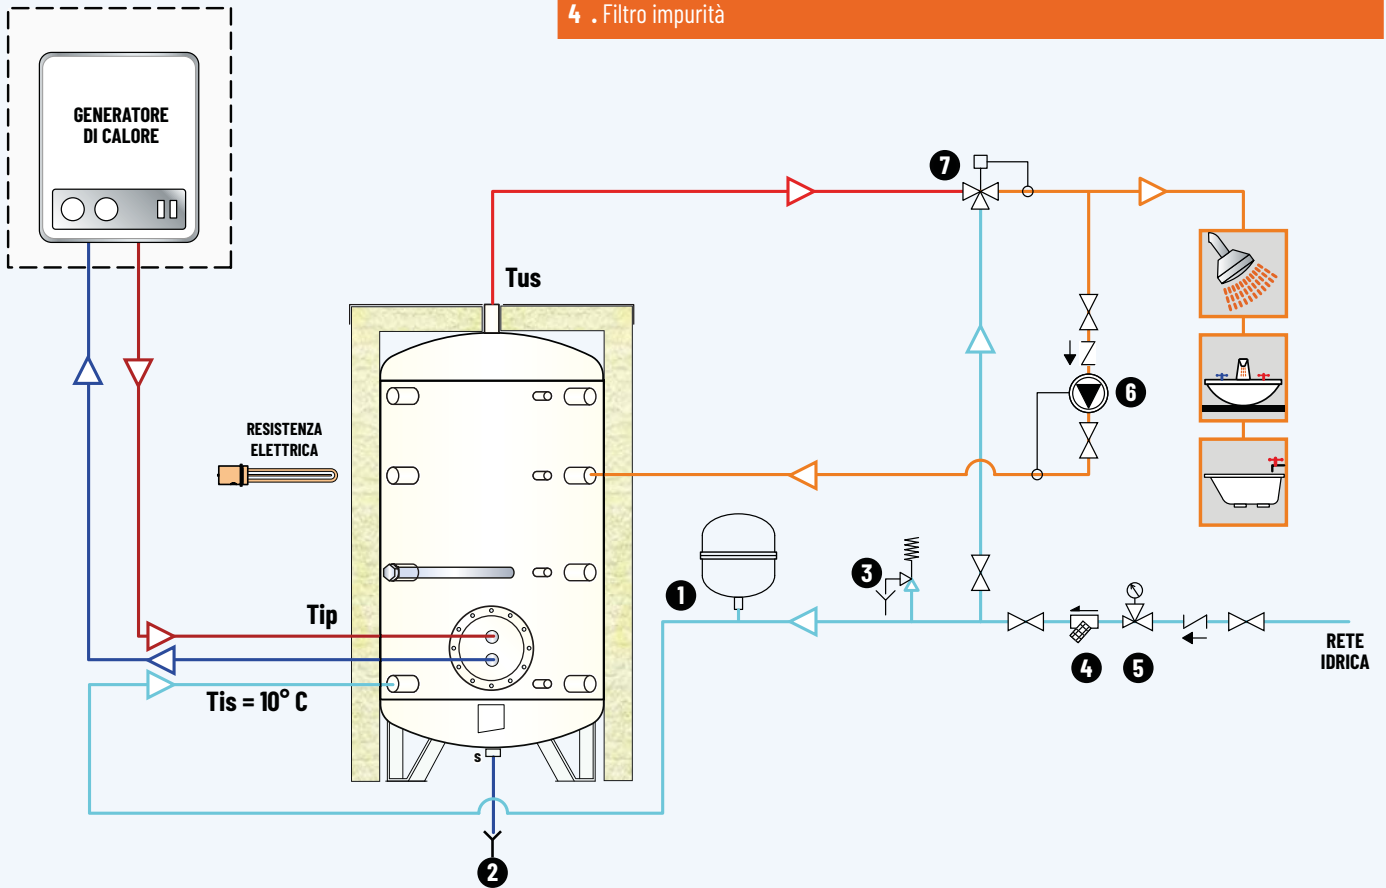 4 . Filtro impurità
GENERATORE
DI CALORE
7
Tus
6
RESISTENZA
ELETTRICA
3
1
Tip
4
5
RETE
IDRICA
Tis = 10° C
s
2